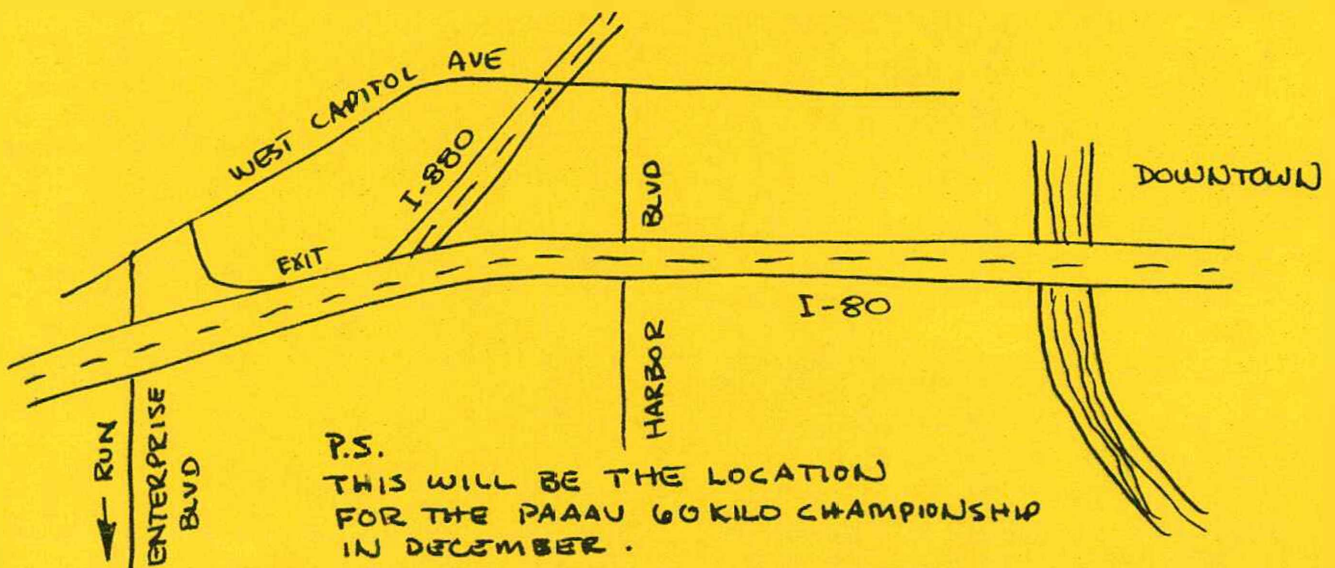 WEST CAPITOL AVE
I-880
BLVD
DOWNTOWN
EXIT
I-80
HARBOR
← RUN
ENTERPRISE
BLVD
P.S.
THIS WILL BE THE LOCATION
FOR THE PAAAU 60 KILO CHAMPIONSHIP
IN DECEMBER.